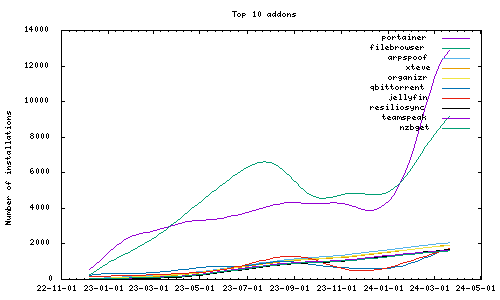 Top 10 addons
14000
12000
10000
8000
6000
4000
2000
0
Number of installations
portainer
filebrowser
arpspoof
xteve
organizr
qbittorrent
jellyfin
resiliosync
teamspeak
nzbget
22-11-01 23-01-01 23-03-01 23-05-01 23-07-01 23-09-01 23-11-01 24-01-01 24-03-01 24-05-01